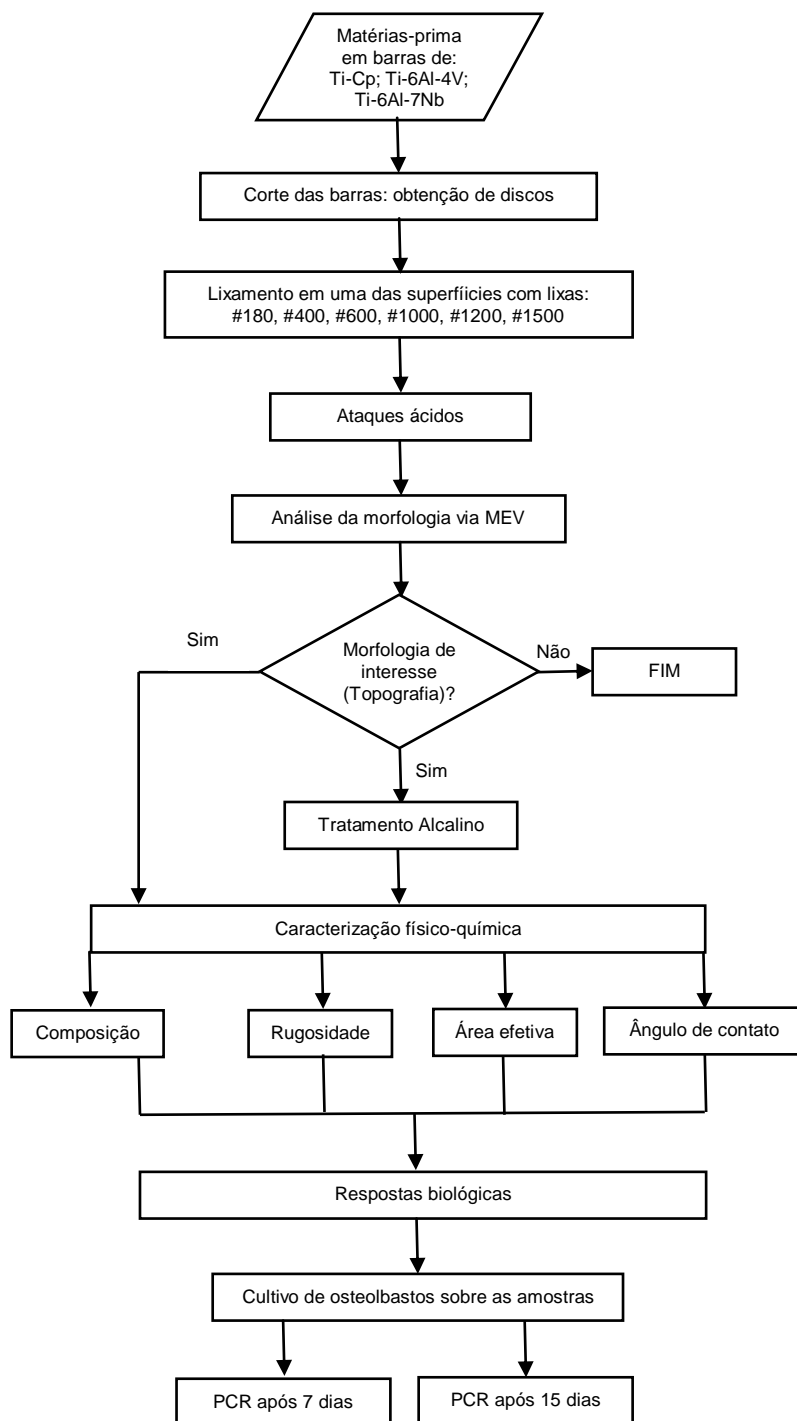 Matérias-prima
em barras de:
Ti-Cp; Ti-6Al-4V;
Ti-6Al-7Nb
Corte das barras: obtenção de discos
Lixamento em uma das superfíicies com lixas:
#180, #400, #600, #1000, #1200, #1500
Ataques ácidos
Análise da morfologia via MEV
Sim
Morfologia de
interesse
(Topografia)?
Não
FIM
Sim
Tratamento Alcalino
Caracterização físico-química
Composição
Rugosidade
Área efetiva
Ângulo de contato
Respostas biológicas
Cultivo de osteolbastos sobre as amostras
PCR após 7 dias
PCR após 15 dias